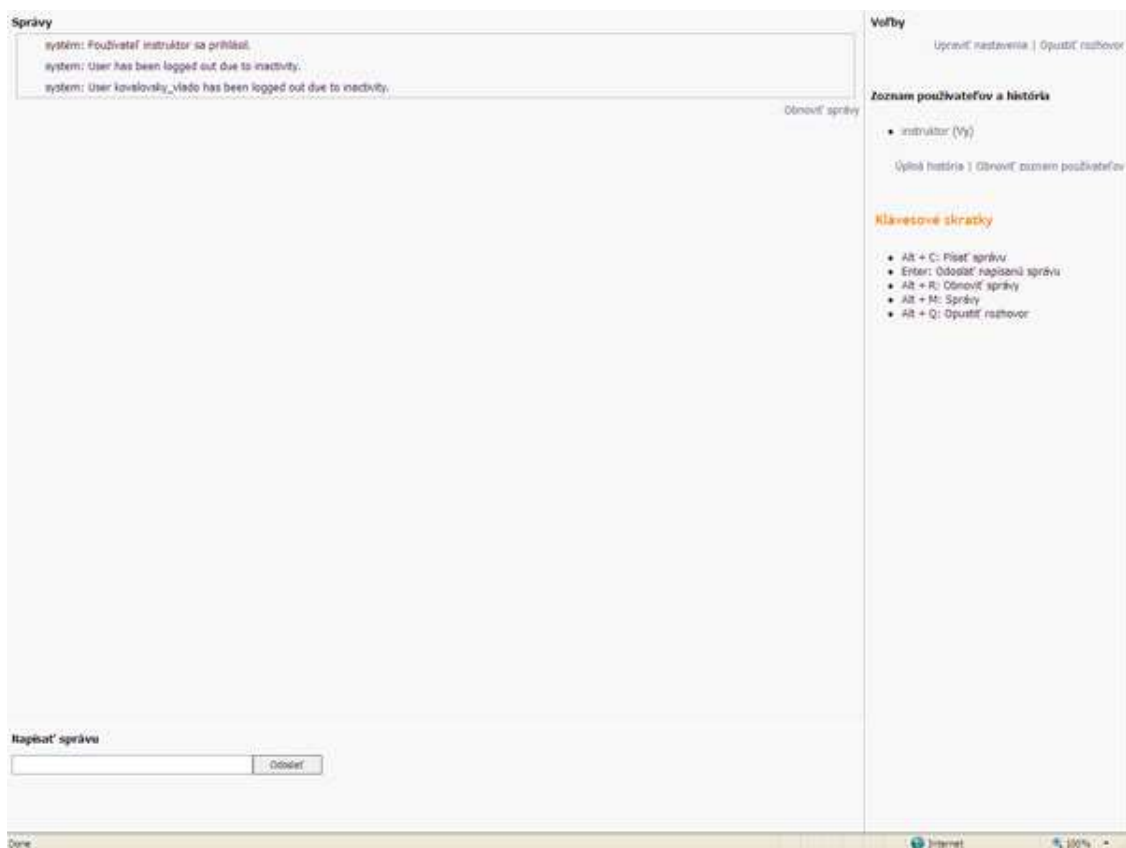 Správy
systém: Používateľ instruktor sa prihlásil.
system: User has been logged out due to inactivity.
system: User kovalovsky_vlado has been logged out due to inactivity.
Obnoviť správy
Napísať správu
Odoslať
Voľby
Upraviť nastavenia | Opustiť rozhovor
Zoznam používateľov a história
instruktor (Vy)
Úplná história | Obnoviť zoznam používateľov
Klávesové skratky
Alt + C: Písať správu
Enter: Odoslať napísanú správu
Alt + R: Obnoviť správy
Alt + M: Správy
Alt + Q: Opustiť rozhovor
Done
Internet
100%